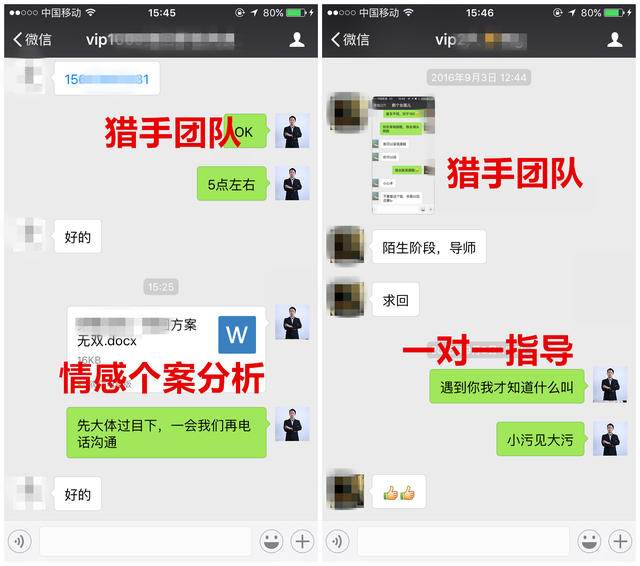 中国移动
15:45
80%
微信
vip1
15
31
猎手团队
OK
5点左右
好的
15:25
方案
无双.docx
W
16KB
情感个案分析
先大体过目下，一会我们再电
话沟通
好的
中国移动
15:46
80%
微信
vip2
2016年9月3日 12:44
猎手团队
陌生阶段，导师
求回
一对一指导
遇到你我才知道什么叫
小污见大污